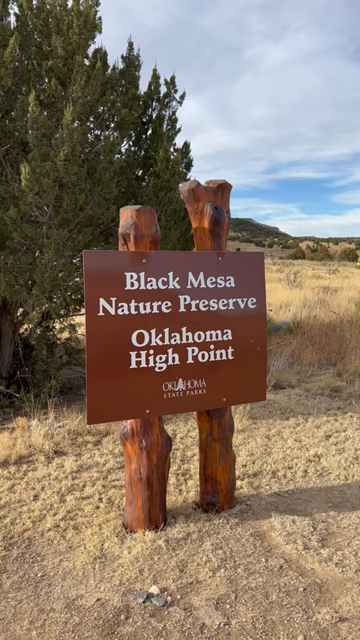 Black Mesa
Nature Preserve
Oklahoma
High Point
OKLAHOMA
STATE PARKS